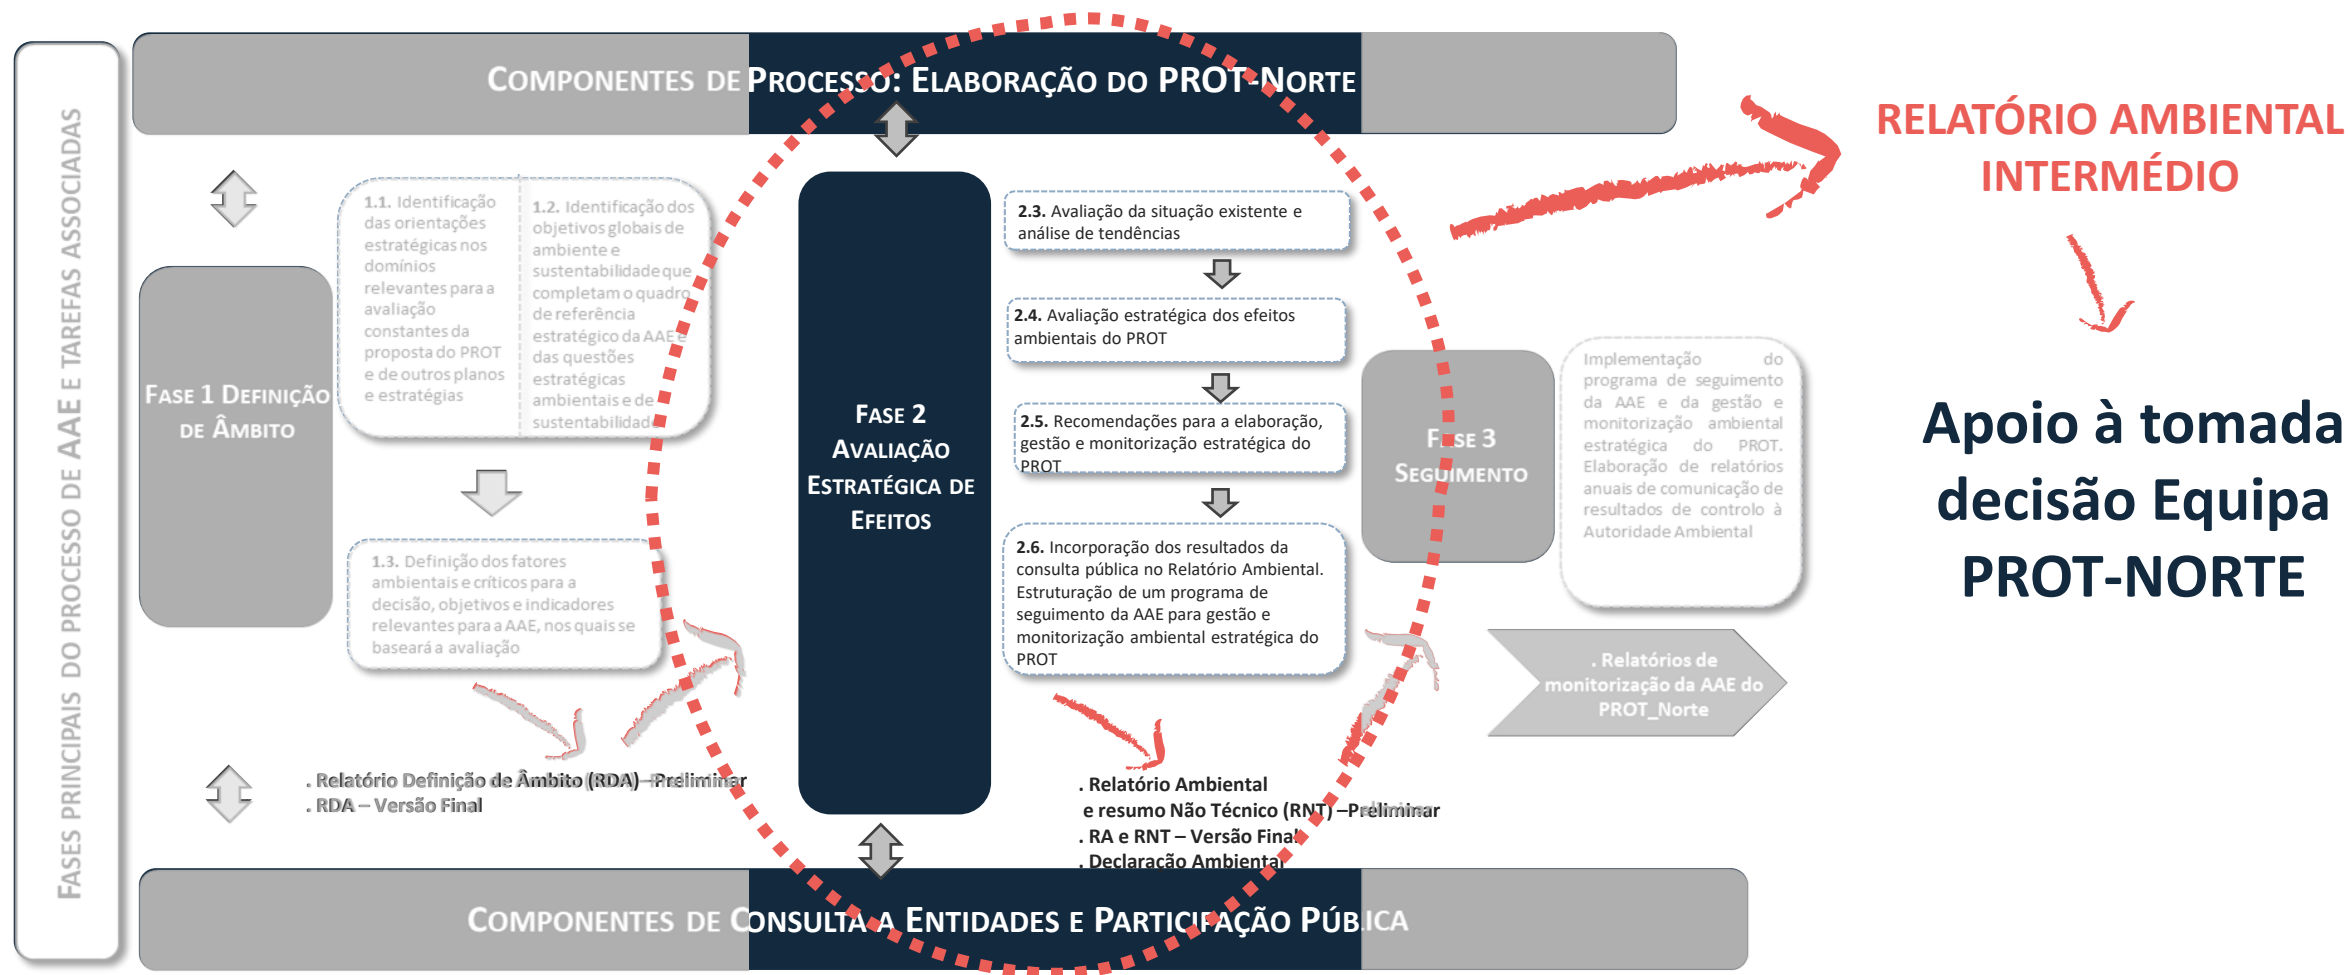 FASES PRINCIPAIS DO PROCESSO DE AAE E TAREFAS ASSOCIADAS
COMPONENTES DE PROCESSO: ELABORAÇÃO DO PROT-NORTE
FASE 1 DEFINIÇÃO
DE ÂMBITO
1.1. Identificação
das orientações
estratégicas nos
domínios
relevantes para a
avaliação
constantes da
proposta do PROT
e de outros planos
e estratégias
1.2. Identificação dos
objetivos globais de
ambiente e
sustentabilidade que
completam o quadro
de referência
estratégico da AAE e
das questões
estratégicas
ambientais e de
sustentabilidade
1.3. Definição dos fatores
ambientais e críticos para a
decisão, objetivos e indicadores
relevantes para a AAE, nos quais se
baseará a avaliação
. Relatório Definição de Âmbito (RDA) –Preliminar
. RDA – Versão Final
FASE 2
AVALIAÇÃO
ESTRATÉGICA DE
EFEITOS
2.3. Avaliação da situação existente e
análise de tendências
2.4. Avaliação estratégica dos efeitos
ambientais do PROT
2.5. Recomendações para a elaboração,
gestão e monitorização estratégica do
PROT
2.6. Incorporação dos resultados da
consulta pública no Relatório Ambiental.
Estruturação de um programa de
seguimento da AAE para gestão e
monitorização ambiental estratégica do
PROT
. Relatório Ambiental
e resumo Não Técnico (RNT) –Preliminar
. RA e RNT – Versão Final
. Declaração Ambiental
FASE 3
SEGUIMENTO
Implementação do
programa de seguimento
da AAE e da gestão e
monitorização ambiental
estratégica do PROT.
Elaboração de relatórios
anuais de comunicação de
resultados de controlo à
Autoridade Ambiental
. Relatórios de
monitorização da AAE do
PROT_Norte
COMPONENTES DE CONSULTA A ENTIDADES E PARTICIPAÇÃO PÚBLICA
RELATÓRIO AMBIENTAL
INTERMÉDIO
Apoio à tomada
decisão Equipa
PROT-NORTE